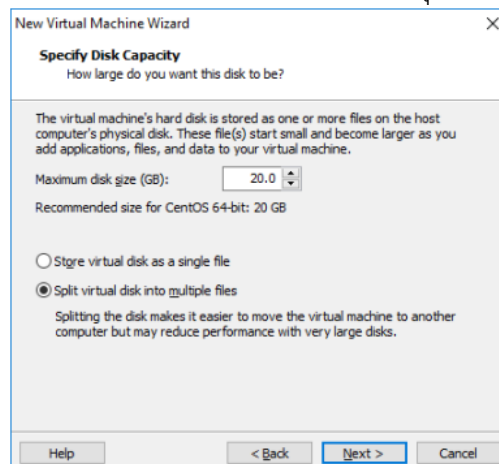 New Virtual Machine Wizard
Specify Disk Capacity
How large do you want this disk to be?
The virtual machine's hard disk is stored as one or more files on the host
computer's physical disk. These file(s) start small and become larger as you
add applications, files, and data to your virtual machine.
Maximum disk size (GB): 20.0
Recommended size for CentOS 64-bit: 20 GB
Store virtual disk as a single file
Split virtual disk into multiple files
Splitting the disk makes it easier to move the virtual machine to another
computer but may reduce performance with very large disks.
Help < Back Next > Cancel